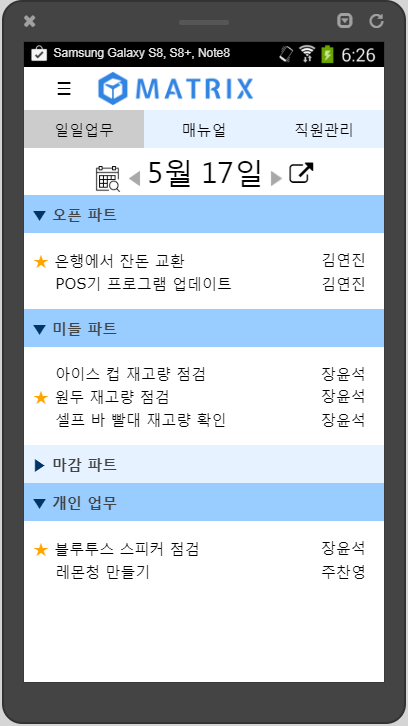 Samsung Galaxy S8, S8+, Note8 6:26
MATRIX
일일업무 매뉴얼 직원관리
5월 17일
오픈 파트
은행에서 잔돈 교환 김연진
POS기 프로그램 업데이트 김연진
미들 파트
아이스 컵 재고량 점검 장윤석
원두 재고량 점검 장윤석
셀프 바 빨대 재고량 확인 장윤석
마감 파트
개인 업무
블루투스 스피커 점검 장윤석
레몬청 만들기 주찬영